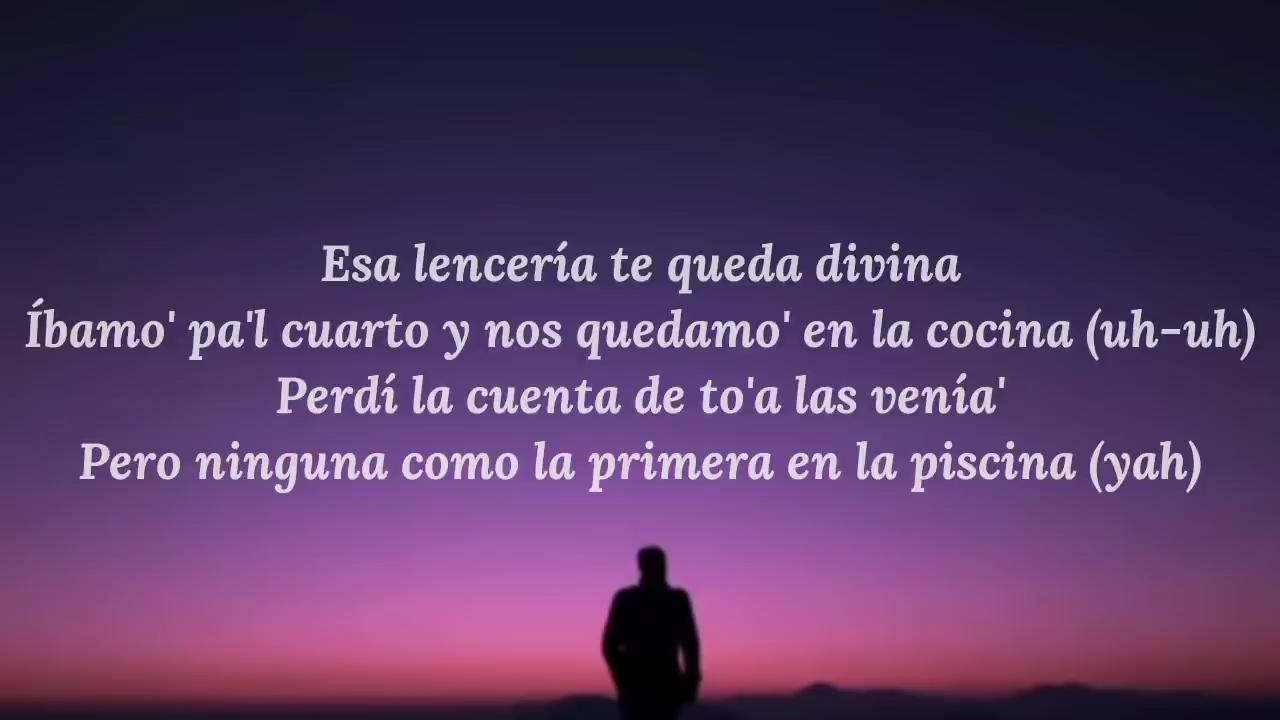 Esa lencería te queda divina
Íbamo' pa'l cuarto y nos quedamo' en la cocina (uh-uh)
Perdí la cuenta de to'a las venía'
Pero ninguna como la primera en la piscina (yah)